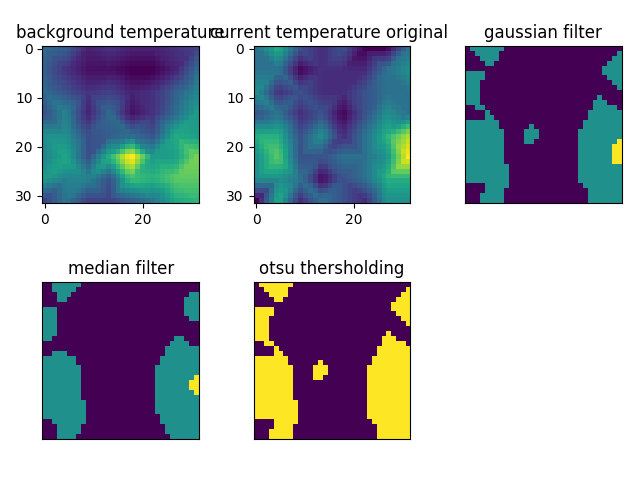 background temperature
current temperature original
gaussian filter
0
10
20
30
0
20
0
10
20
30
0
20
median filter
otsu thersholding